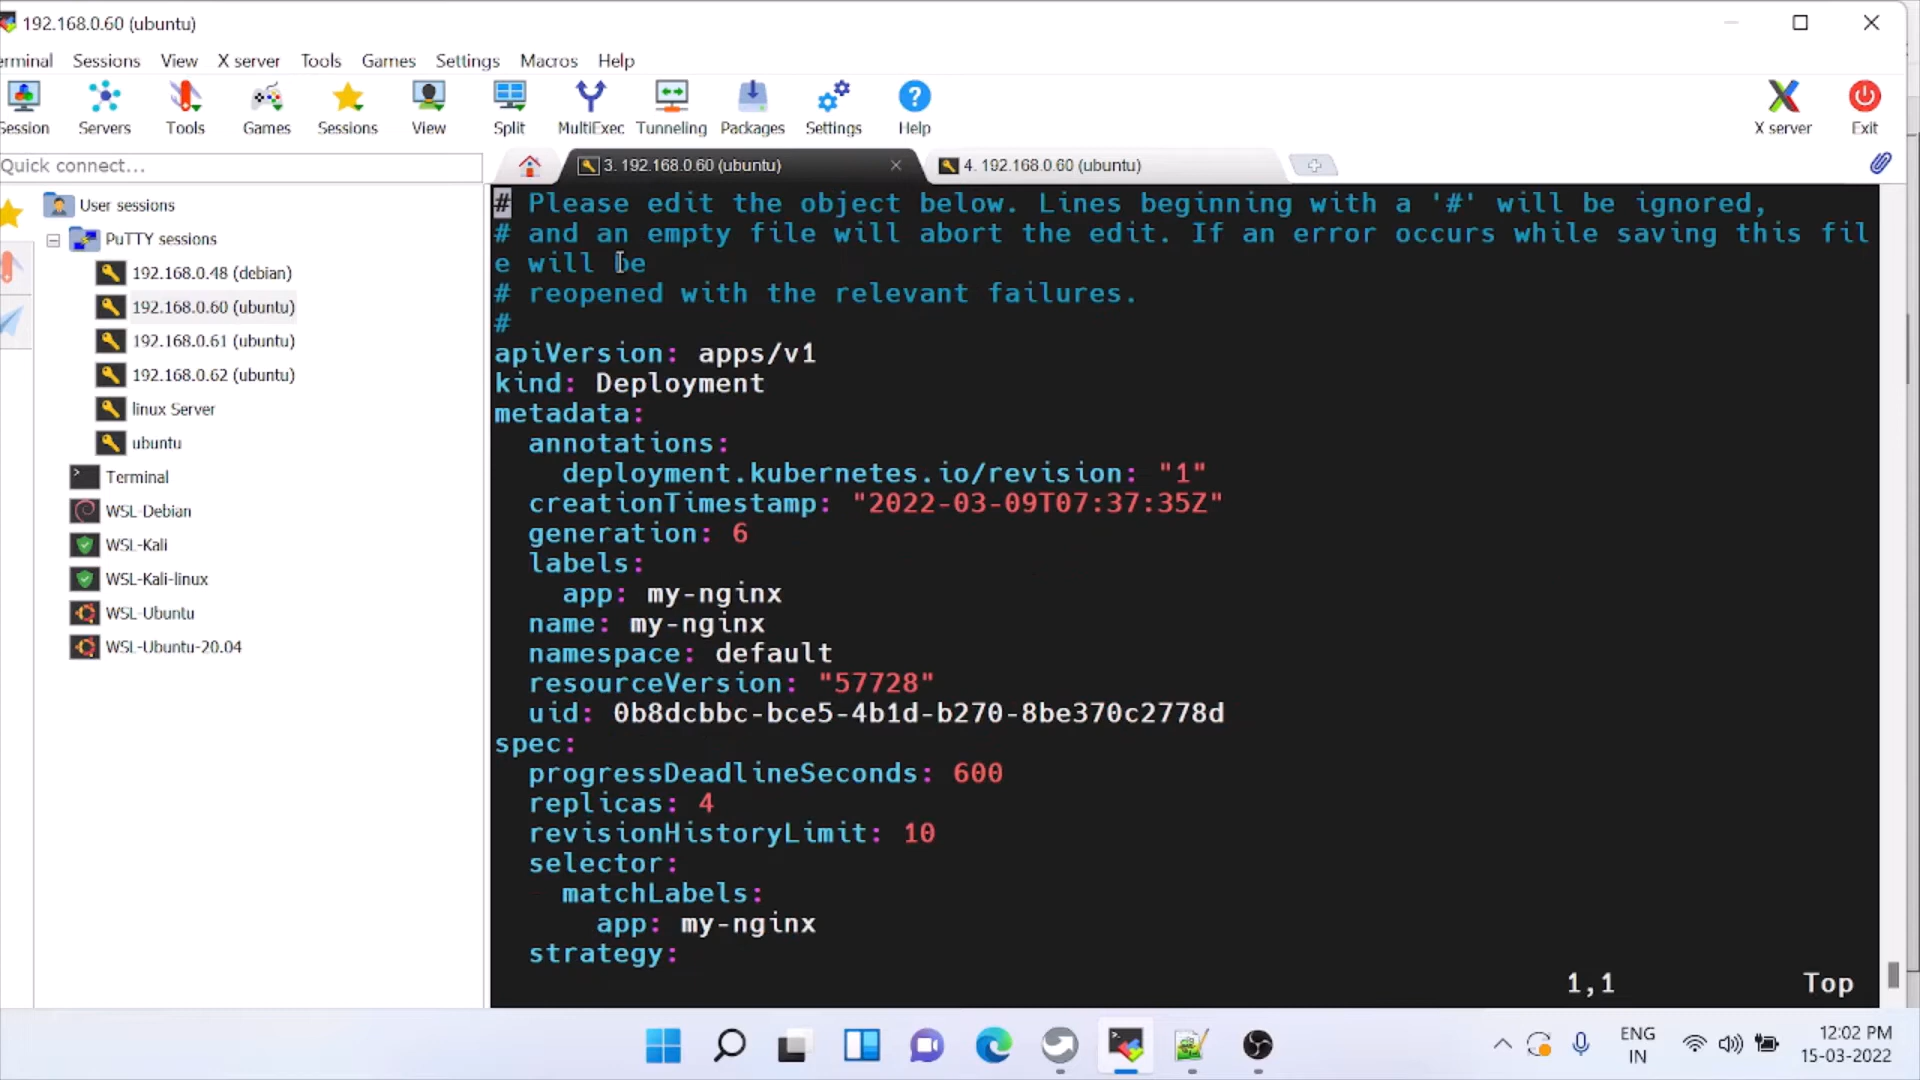 192.168.0.60 (ubuntu)
erminal Sessions View X server Tools Games Settings Macros Help
Session Servers Tools Games Sessions View Split MultiExec Tunneling Packages Settings Help X server Exit
Quick connect...
3. 192.168.0.60 (ubuntu)
4. 192.168.0.60 (ubuntu)
User sessions
PuTTY sessions
192.168.0.48 (debian)
192.168.0.60 (ubuntu)
192.168.0.61 (ubuntu)
192.168.0.62 (ubuntu)
linux Server
ubuntu
Terminal
WSL-Debian
WSL-Kali
WSL-Kali-linux
WSL-Ubuntu
WSL-Ubuntu-20.04
# Please edit the object below. Lines beginning with a '#' will be ignored,
# and an empty file will abort the edit. If an error occurs while saving this fil
e will be
# reopened with the relevant failures.
#
apiVersion: apps/v1
kind: Deployment
metadata:
  annotations:
    deployment.kubernetes.io/revision: "1"
  creationTimestamp: "2022-03-09T07:37:35Z"
  generation: 6
  labels:
    app: my-nginx
  name: my-nginx
  namespace: default
  resourceVersion: "57728"
  uid: 0b8dcbbc-bce5-4b1d-b270-8be370c2778d
spec:
  progressDeadlineSeconds: 600
  replicas: 4
  revisionHistoryLimit: 10
  selector:
    matchLabels:
      app: my-nginx
  strategy:
1,1 Top
ENG
IN
12:02 PM
15-03-2022